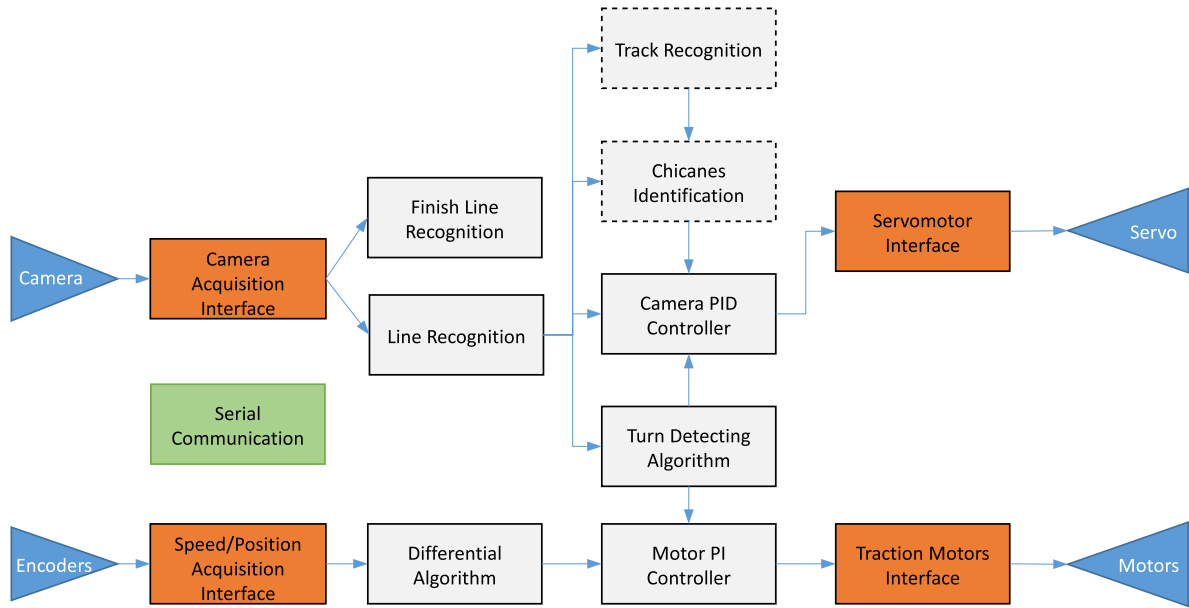 Track Recognition
Chicanes
Identification
Finish Line
Recognition
Servomotor
Interface
Servo
Camera
Camera
Acquisition
Interface
Line Recognition
Camera PID
Controller
Serial
Communication
Turn Detecting
Algorithm
Encoders
Speed/Position
Acquisition
Interface
Differential
Algorithm
Motor PI
Controller
Traction Motors
Interface
Motors